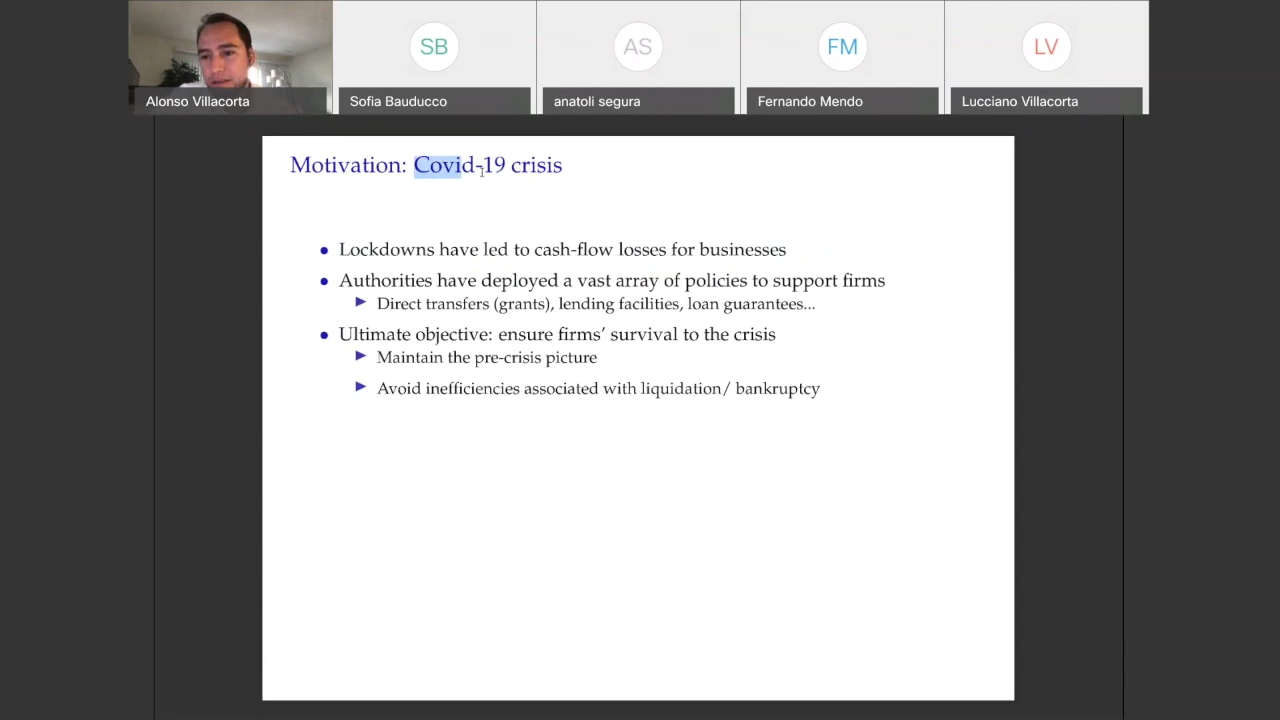 SB
AS
FM
LV
Alonso Villacorta
Sofia Bauducco
anatoli segura
Fernando Mendo
Lucciano Villacorta
Motivation: Covid-19 crisis
• Lockdowns have led to cash-flow losses for businesses
• Authorities have deployed a vast array of policies to support firms
▶ Direct transfers (grants), lending facilities, loan guarantees...
• Ultimate objective: ensure firms' survival to the crisis
▶ Maintain the pre-crisis picture
▶ Avoid inefficiencies associated with liquidation/ bankruptcy